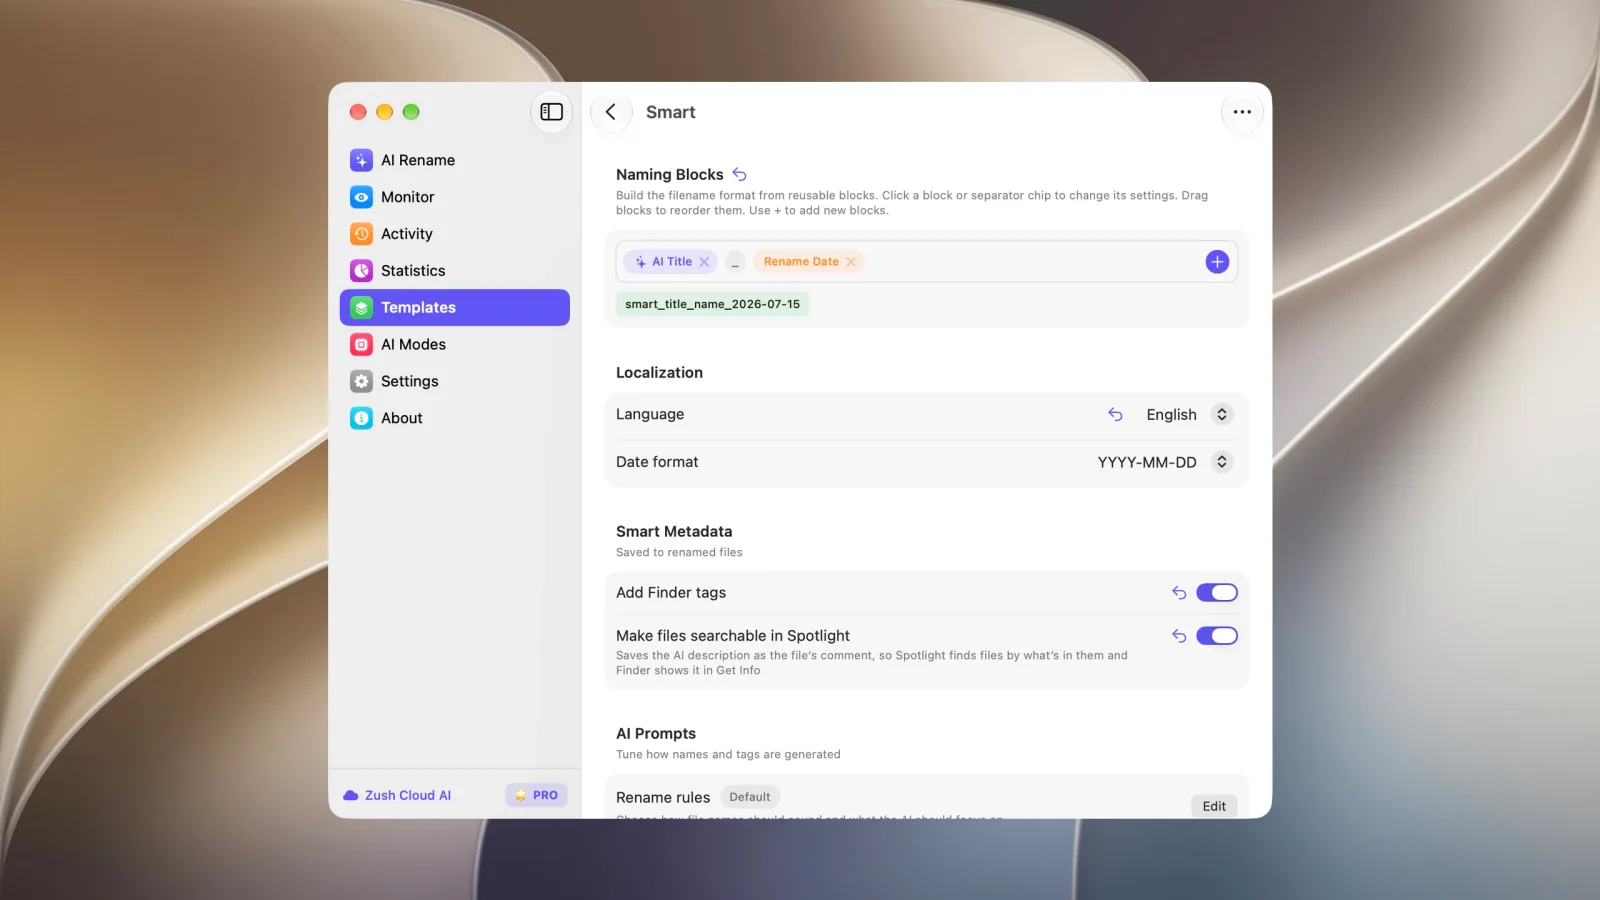 Smart
AI Rename
Monitor
Activity
Statistics
Templates
AI Modes
Settings
About
Zush Cloud AI
PRO
Naming Blocks
Build the filename format from reusable blocks. Click a block or separator chip to change its settings. Drag
blocks to reorder them. Use + to add new blocks.
AI Title _ Rename Date
smart_title_name_2026-07-15
Localization
Language English
Date format YYYY-MM-DD
Smart Metadata
Saved to renamed files
Add Finder tags
Make files searchable in Spotlight
Saves the AI description as the file's comment, so Spotlight finds files by what's in them and
Finder shows it in Get Info
AI Prompts
Tune how names and tags are generated
Rename rules Default
Edit